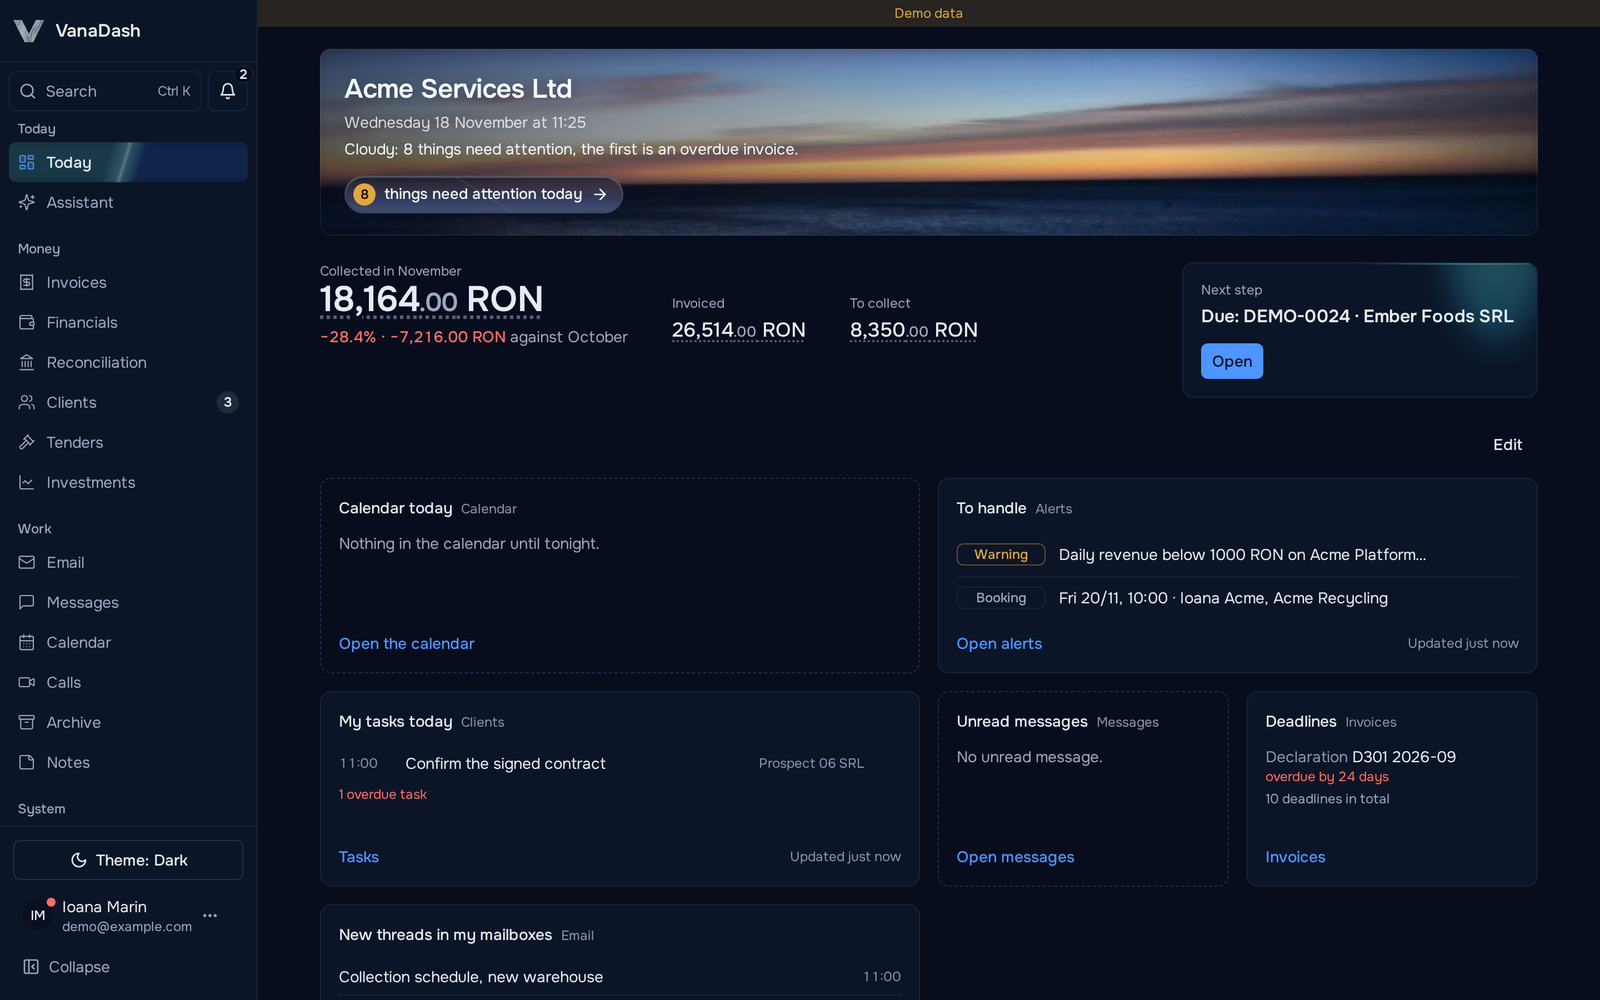 VanaDash
Search Ctrl K
2
Today
Today
Assistant
Money
Invoices
Financials
Reconciliation
Clients 3
Tenders
Investments
Work
Email
Messages
Calendar
Calls
Archive
Notes
System
Theme: Dark
IM
Ioana Marin
demo@example.com
Collapse
Demo data
Acme Services Ltd
Wednesday 18 November at 11:25
Cloudy: 8 things need attention, the first is an overdue invoice.
8 things need attention today →
Collected in November
18,164.00 RON
−28.4% · −7,216.00 RON against October
Invoiced
26,514.00 RON
To collect
8,350.00 RON
Next step
Due: DEMO-0024 · Ember Foods SRL
Open
Edit
Calendar today Calendar
Nothing in the calendar until tonight.
Open the calendar
To handle Alerts
Warning Daily revenue below 1000 RON on Acme Platform...
Booking Fri 20/11, 10:00 · Ioana Acme, Acme Recycling
Open alerts Updated just now
My tasks today Clients
11:00 Confirm the signed contract Prospect 06 SRL
1 overdue task
Tasks Updated just now
Unread messages Messages
No unread message.
Open messages
Deadlines Invoices
Declaration D301 2026-09
overdue by 24 days
10 deadlines in total
Invoices
New threads in my mailboxes Email
Collection schedule, new warehouse 11:00